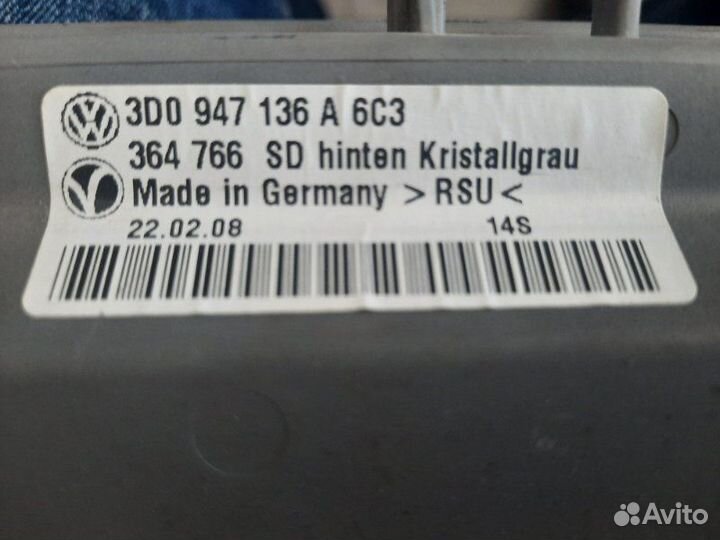 3D0 947 136 A 6C3
364 766 SD hinten Kristallgrau
Made in Germany >RSU<
22.02.08 14S
Avito